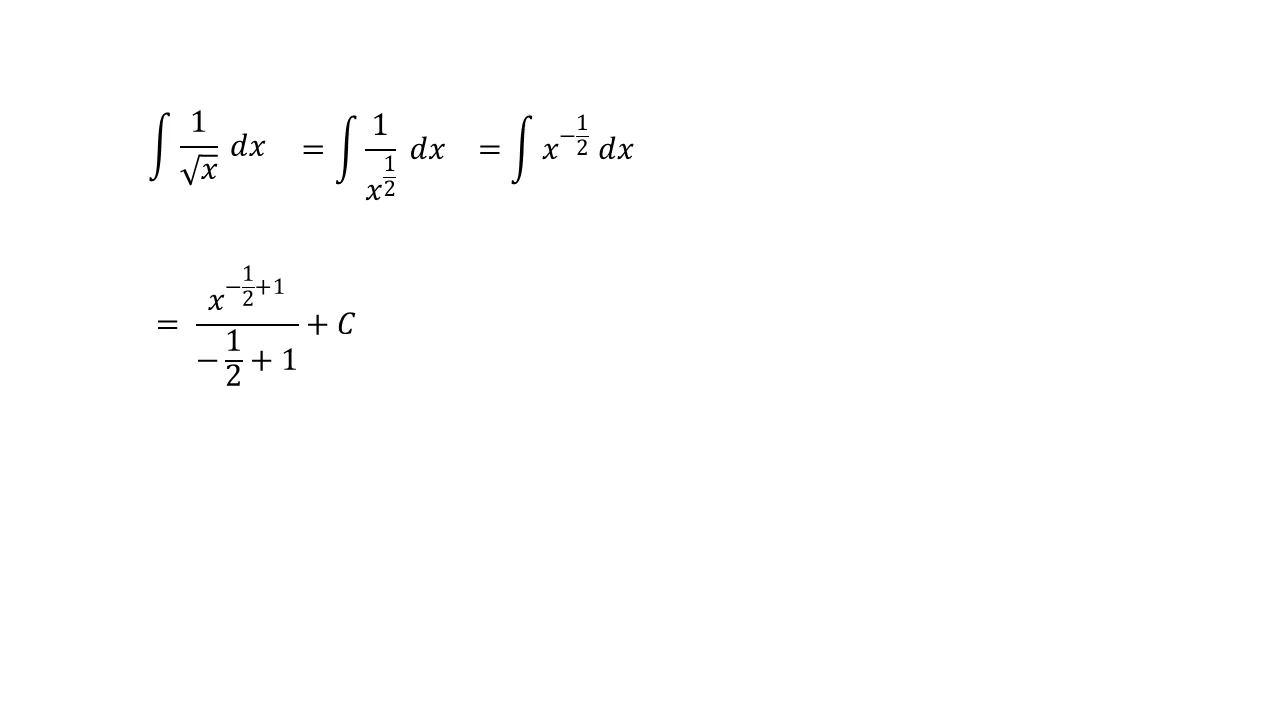 ∫ 1/√x dx = ∫ 1/x^(1/2) dx = ∫ x^(-1/2) dx
= x^(-1/2+1)/(-1/2+1) + C